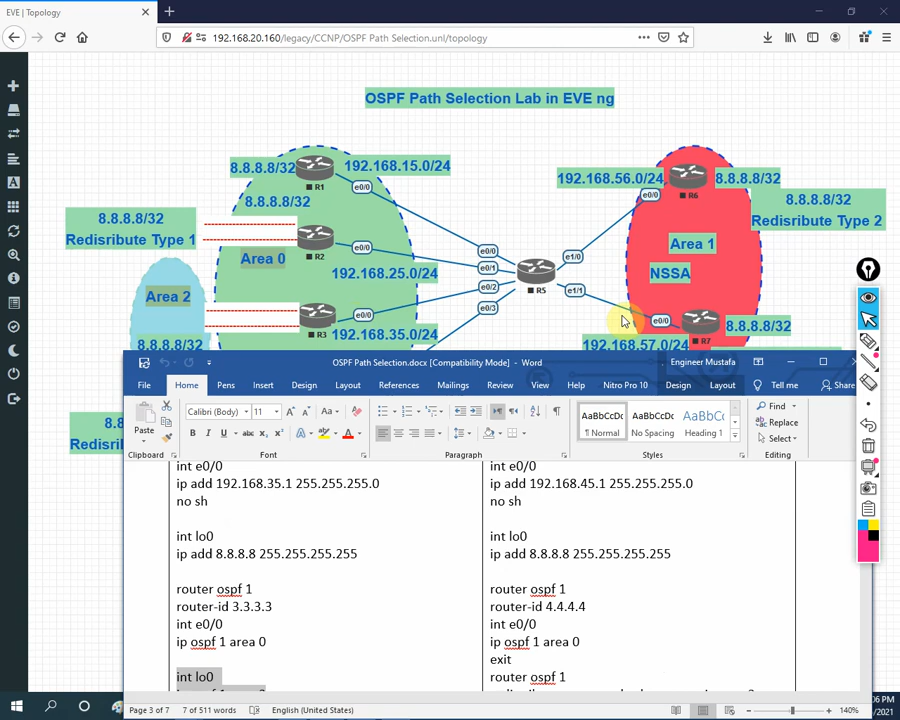 EVE | Topology
192.168.20.160/legacy/CCNP/OSPF Path Selection.unl/topology
OSPF Path Selection Lab in EVE ng
8.8.8.8/32
192.168.15.0/24
e0/0
R1
8.8.8.8/32
8.8.8.8/32
Redisribute Type 1
Area 0
R2
e0/0
192.168.25.0/24
Area 2
R3
e0/0
192.168.35.0/24
8.8.8.8/32
e0/0
e0/1
e0/2
e0/3
R5
e1/0
e1/1
192.168.56.0/24
e0/0
R6
8.8.8.8/32
8.8.8.8/32
Redisribute Type 2
Area 1
NSSA
e0/0
R7
8.8.8.8/32
192.168.57.0/24
OSPF Path Selection.docx [Compatibility Mode] - Word
Engineer Mustafa
File
Home
Pens
Insert
Design
Layout
References
Mailings
Review
View
Help
Nitro Pro 10
Design
Layout
Tell me
Share
Paste
Clipboard
Calibri (Body)
11
Font
Paragraph
AaBbCcDc
¶ Normal
AaBbCcDc
No Spacing
AaBbCc
Heading 1
Styles
Find
Replace
Select
Editing
int e0/0
ip add 192.168.35.1 255.255.255.0
no sh
int lo0
ip add 8.8.8.8 255.255.255.255
router ospf 1
router-id 3.3.3.3
int e0/0
ip ospf 1 area 0
int lo0
int e0/0
ip add 192.168.45.1 255.255.255.0
no sh
int lo0
ip add 8.8.8.8 255.255.255.255
router ospf 1
router-id 4.4.4.4
int e0/0
ip ospf 1 area 0
exit
router ospf 1
Page 3 of 7
7 of 511 words
English (United States)
140%